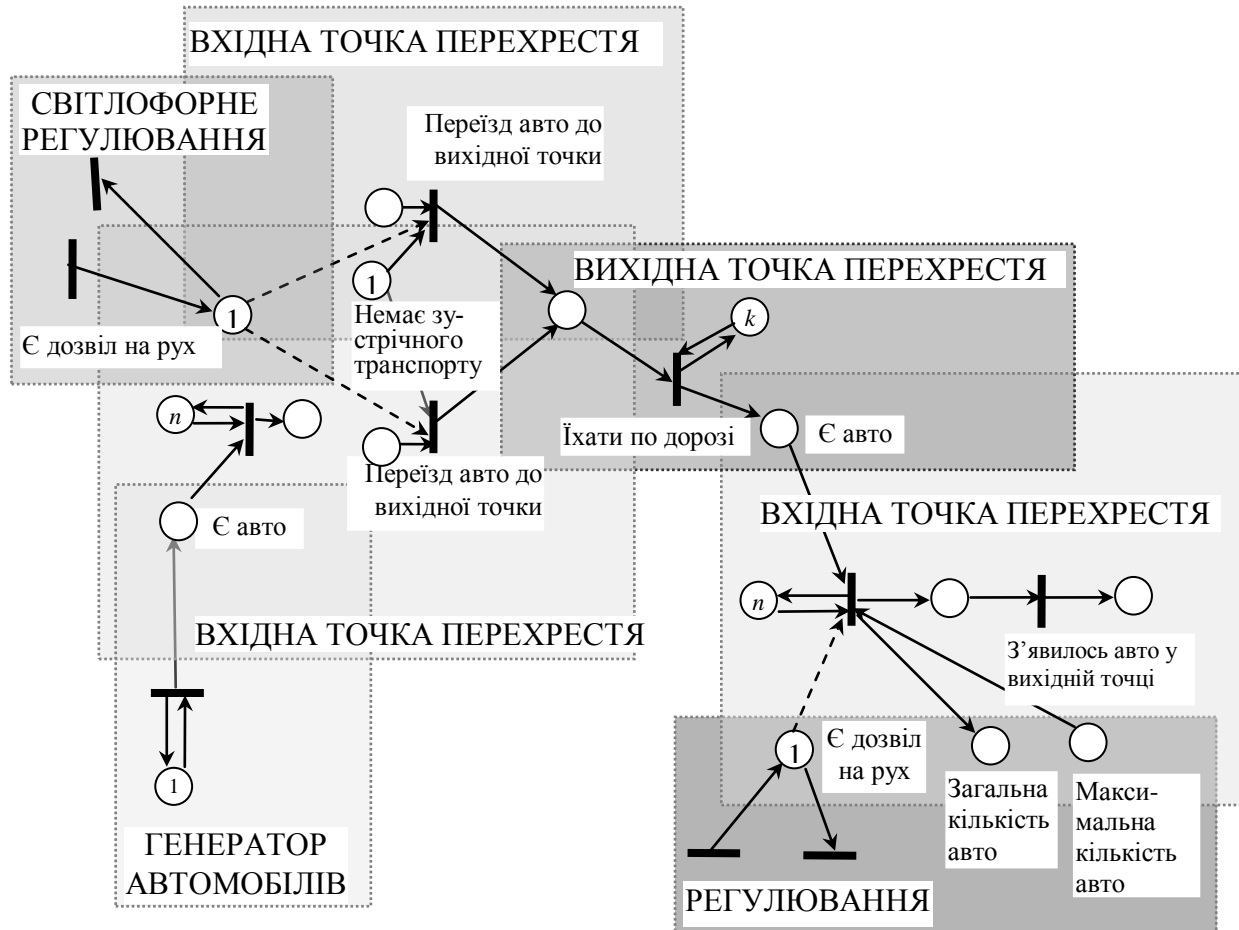 ВХІДНА ТОЧКА ПЕРЕХРЕСТЯ
СВІТЛОФОРНЕ
РЕГУЛЮВАННЯ
Переїзд авто до
вихідної точки
1
1
Немає зу-
стрічного
транспорту
Є дозвіл на рух
ВИХІДНА ТОЧКА ПЕРЕХРЕСТЯ
k
Їхати по дорозі
Є авто
n
Переїзд авто до
вихідної точки
Є авто
ВХІДНА ТОЧКА ПЕРЕХРЕСТЯ
ВХІДНА ТОЧКА ПЕРЕХРЕСТЯ
n
З’явилось авто у
вихідній точці
1
ГЕНЕРАТОР
АВТОМОБІЛІВ
1
Є дозвіл
на рух
Загальна
кількість
авто
Макси-
мальна
кількість
авто
РЕГУЛЮВАННЯ